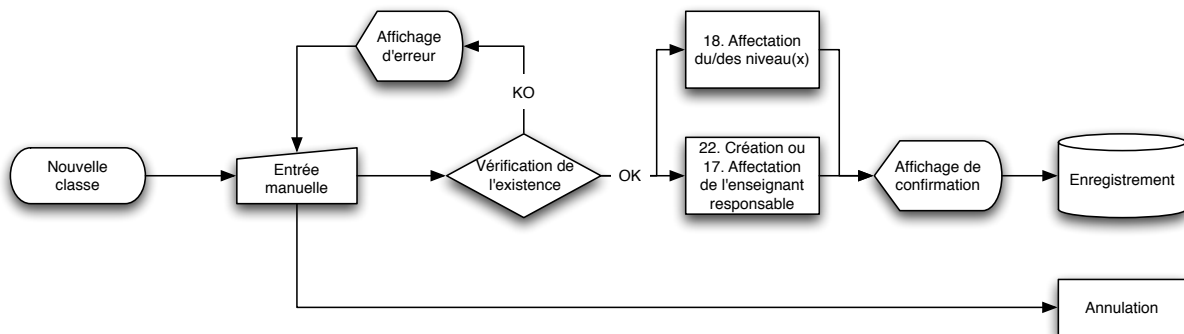 Affichage
d'erreur
18. Affectation
du/des niveau(x)
KO
Nouvelle
classe
Entrée
manuelle
Vérification de
l'existence
OK
22. Création ou
17. Affectation
de l'enseignant
responsable
Affichage de
confirmation
Enregistrement
Annulation